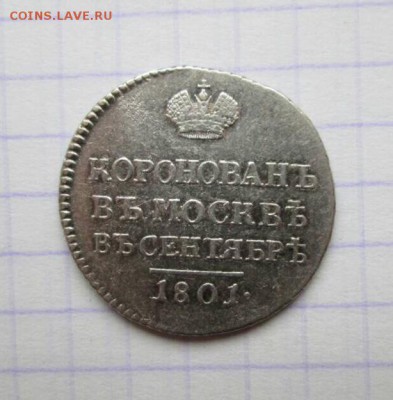 COINS.LAVE.RU
КОРОНОВАНЪ
ВЪ МОСКВѢ
ВЪ СЕНТЯБРѢ
1801.